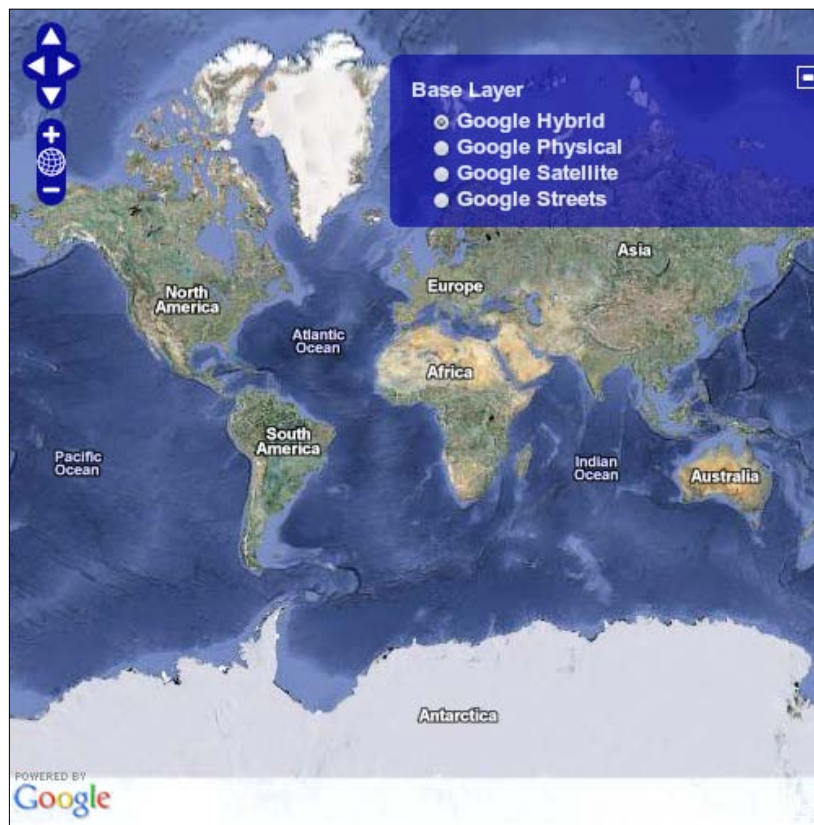 Base Layer
Google Hybrid
Google Physical
Google Satellite
Google Streets
Asia
Europe
North
America
Atlantic
Ocean
Africa
South
America
Pacific
Ocean
Indian
Ocean
Australia
Antarctica
POWERED BY
Google